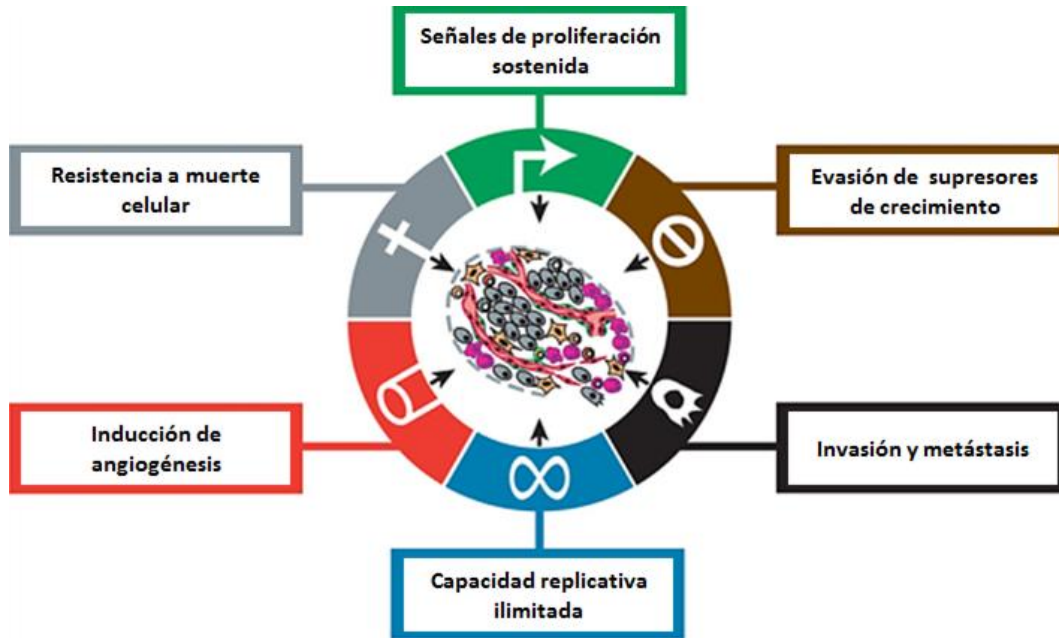 Señales de proliferación
sostenida
Resistencia a muerte
celular
Evasión de supresores
de crecimiento
Inducción de
angiogénesis
Invasión y metástasis
Capacidad replicativa
ilimitada